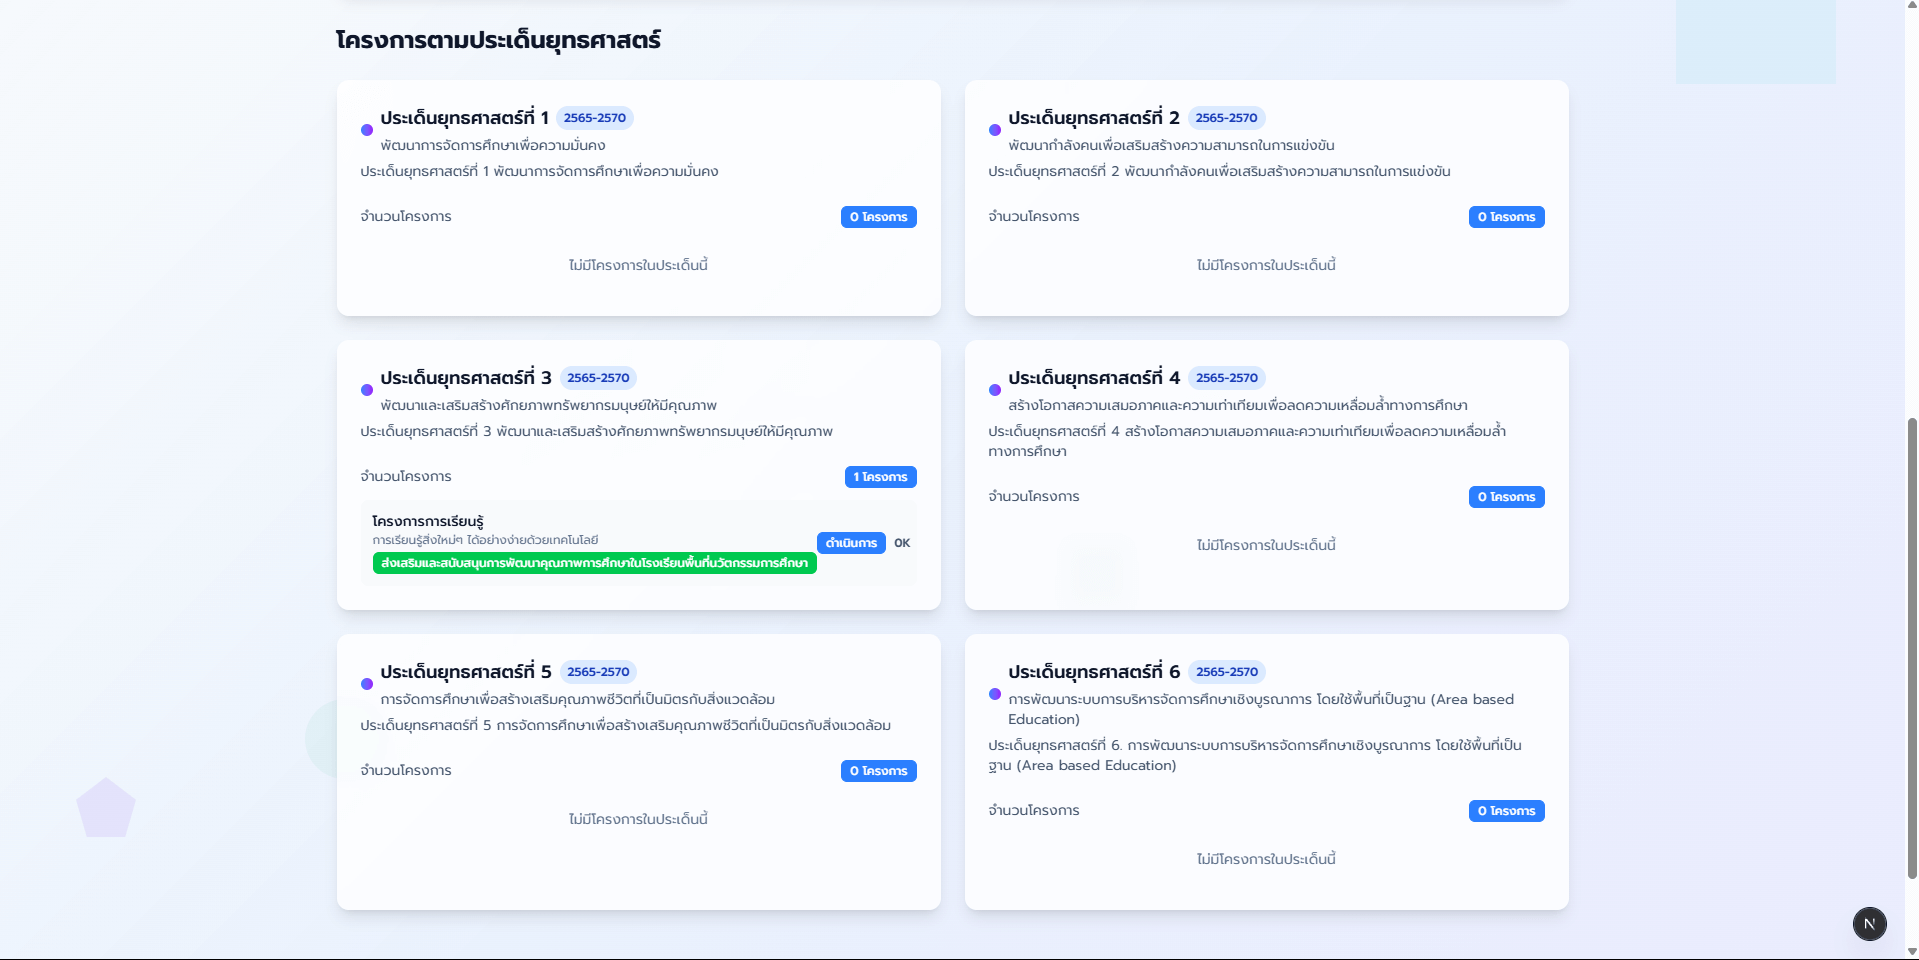 โครงการตามประเด็นยุทธศาสตร์
ประเด็นยุทธศาสตร์ที่ 1 2565-2570
พัฒนาการจัดการศึกษาเพื่อความมั่นคง
ประเด็นยุทธศาสตร์ที่ 1 พัฒนาการจัดการศึกษาเพื่อความมั่นคง
จำนวนโครงการ 0 โครงการ
ไม่มีโครงการในประเด็นนี้
ประเด็นยุทธศาสตร์ที่ 2 2565-2570
พัฒนากำลังคนเพื่อเสริมสร้างความสามารถในการแข่งขัน
ประเด็นยุทธศาสตร์ที่ 2 พัฒนากำลังคนเพื่อเสริมสร้างความสามารถในการแข่งขัน
จำนวนโครงการ 0 โครงการ
ไม่มีโครงการในประเด็นนี้
ประเด็นยุทธศาสตร์ที่ 3 2565-2570
พัฒนาและเสริมสร้างศักยภาพทรัพยากรมนุษย์ให้มีคุณภาพ
ประเด็นยุทธศาสตร์ที่ 3 พัฒนาและเสริมสร้างศักยภาพทรัพยากรมนุษย์ให้มีคุณภาพ
จำนวนโครงการ 1 โครงการ
โครงการการเรียนรู้
การเรียนรู้สิ่งใหม่ๆ ได้อย่างง่ายด้วยเทคโนโลยี
ดำเนินการ 0K
ส่งเสริมและสนับสนุนการพัฒนาคุณภาพการศึกษาในโรงเรียนพื้นที่นวัตกรรมการศึกษา
ประเด็นยุทธศาสตร์ที่ 4 2565-2570
สร้างโอกาสความเสมอภาคและความเท่าเทียมเพื่อลดความเหลื่อมล้ำทางการศึกษา
ประเด็นยุทธศาสตร์ที่ 4 สร้างโอกาสความเสมอภาคและความเท่าเทียมเพื่อลดความเหลื่อมล้ำ
ทางการศึกษา
จำนวนโครงการ 0 โครงการ
ไม่มีโครงการในประเด็นนี้
ประเด็นยุทธศาสตร์ที่ 5 2565-2570
การจัดการศึกษาเพื่อสร้างเสริมคุณภาพชีวิตที่เป็นมิตรกับสิ่งแวดล้อม
ประเด็นยุทธศาสตร์ที่ 5 การจัดการศึกษาเพื่อสร้างเสริมคุณภาพชีวิตที่เป็นมิตรกับสิ่งแวดล้อม
จำนวนโครงการ 0 โครงการ
ไม่มีโครงการในประเด็นนี้
ประเด็นยุทธศาสตร์ที่ 6 2565-2570
การพัฒนาระบบการบริหารจัดการศึกษาเชิงบูรณาการ โดยใช้พื้นที่เป็นฐาน (Area based
Education)
ประเด็นยุทธศาสตร์ที่ 6. การพัฒนาระบบการบริหารจัดการศึกษาเชิงบูรณาการ โดยใช้พื้นที่เป็น
ฐาน (Area based Education)
จำนวนโครงการ 0 โครงการ
ไม่มีโครงการในประเด็นนี้
N